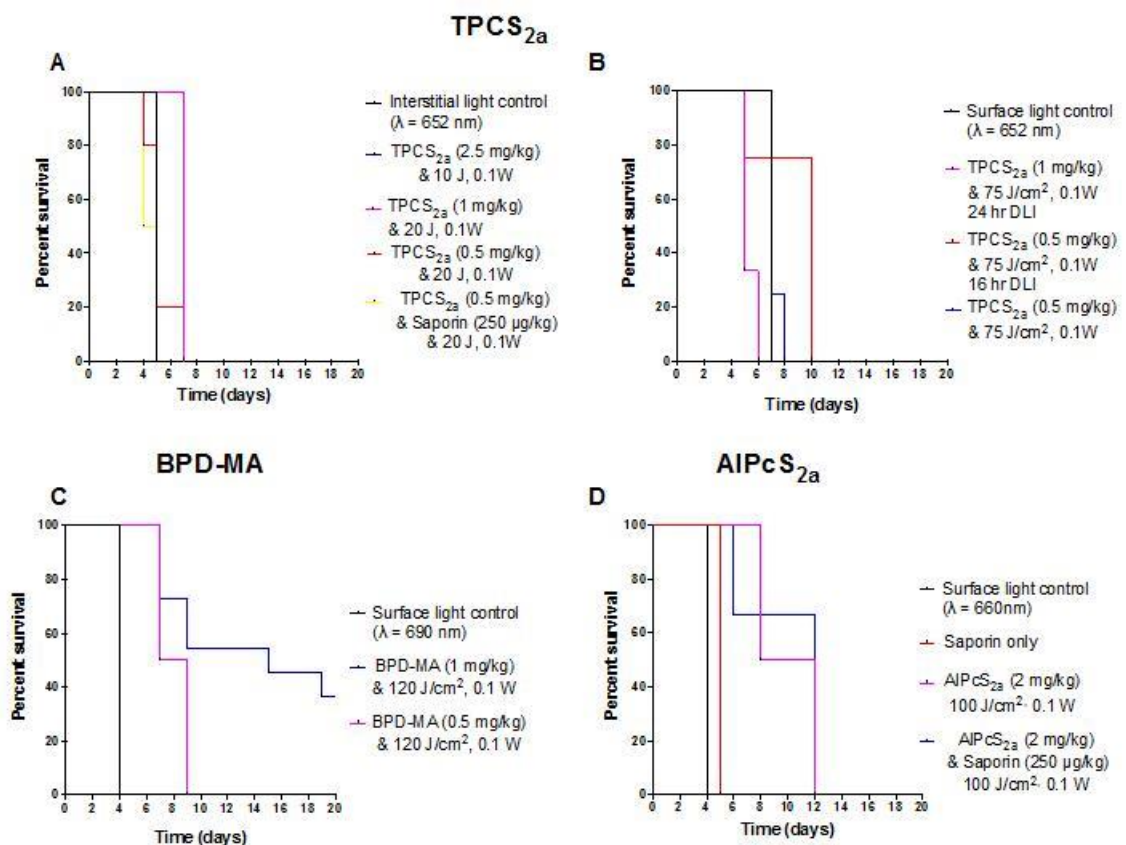 TPCS2a
A
Percent survival
100
80
60
40
20
0
0 2 4 6 8 10 12 14 16 18 20
Time (days)
Interstitial light control
(λ = 652 nm)
TPCS2a (2.5 mg/kg)
& 10 J, 0.1W
TPCS2a (1 mg/kg)
& 20 J, 0.1W
TPCS2a (0.5 mg/kg)
& 20 J, 0.1W
TPCS2a (0.5 mg/kg)
& Saporin (250 µg/kg)
& 20 J, 0.1W
B
Percent survival
100
80
60
40
20
0
0 2 4 6 8 10 12 14 16 18 20
Time (days)
Surface light control
(λ = 652 nm)
TPCS2a (1 mg/kg)
& 75 J/cm², 0.1W
24 hr DLI
TPCS2a (0.5 mg/kg)
& 75 J/cm², 0.1W
16 hr DLI
TPCS2a (0.5 mg/kg)
& 75 J/cm², 0.1W
BPD-MA
C
Percent survival
100
80
60
40
20
0
0 2 4 6 8 10 12 14 16 18 20
Time (days)
Surface light control
(λ = 690 nm)
BPD-MA (1 mg/kg)
& 120 J/cm², 0.1 W
BPD-MA (0.5 mg/kg)
& 120 J/cm², 0.1 W
AlPcS2a
D
Percent survival
100
80
60
40
20
0
0 2 4 6 8 10 12 14 16 18 20
Time (days)
Surface light control
(λ = 660nm)
Saporin only
AlPcS2a (2 mg/kg)
100 J/cm², 0.1 W
AlPcS2a (2 mg/kg)
& Saporin (250 µg/kg)
100 J/cm², 0.1 W